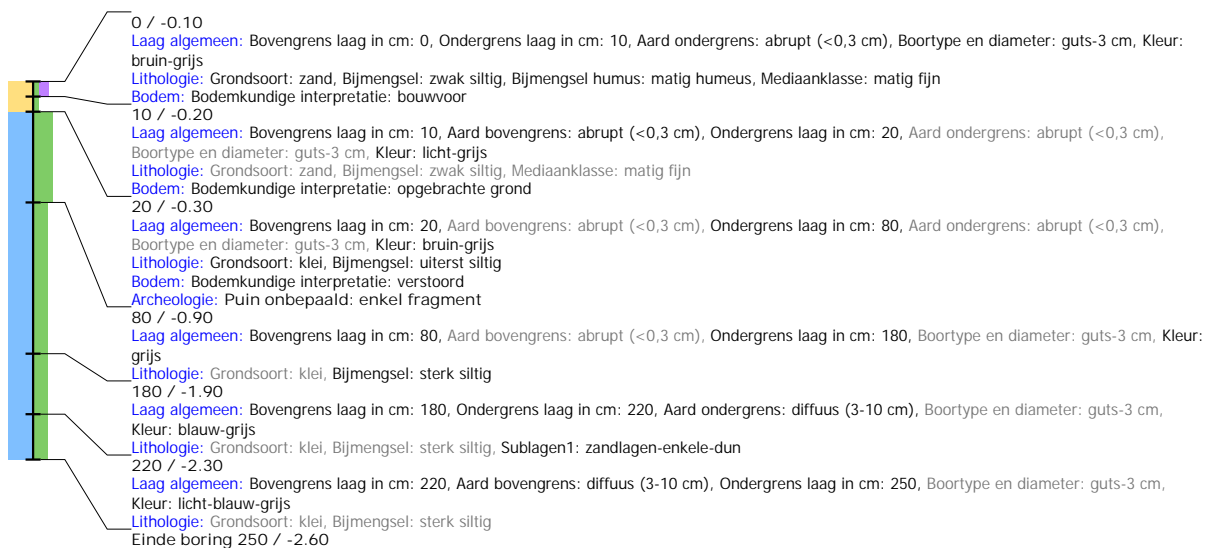 0 / -0.10
Laag algemeen: Bovengrens laag in cm: 0, Ondergrens laag in cm: 10, Aard ondergrens: abrupt (<0,3 cm), Boortype en diameter: guts-3 cm, Kleur:
bruin-grijs
Lithologie: Grondsoort: zand, Bijmengsel: zwak siltig, Bijmengsel humus: matig humeus, Mediaanklasse: matig fijn
Bodem: Bodemkundige interpretatie: bouwvoor
10 / -0.20
Laag algemeen: Bovengrens laag in cm: 10, Aard bovengrens: abrupt (<0,3 cm), Ondergrens laag in cm: 20, Aard ondergrens: abrupt (<0,3 cm),
Boortype en diameter: guts-3 cm, Kleur: licht-grijs
Lithologie: Grondsoort: zand, Bijmengsel: zwak siltig, Mediaanklasse: matig fijn
Bodem: Bodemkundige interpretatie: opgebrachte grond
20 / -0.30
Laag algemeen: Bovengrens laag in cm: 20, Aard bovengrens: abrupt (<0,3 cm), Ondergrens laag in cm: 80, Aard ondergrens: abrupt (<0,3 cm),
Boortype en diameter: guts-3 cm, Kleur: bruin-grijs
Lithologie: Grondsoort: klei, Bijmengsel: uiterst siltig
Bodem: Bodemkundige interpretatie: verstoord
Archeologie: Puin onbepaald: enkel fragment
80 / -0.90
Laag algemeen: Bovengrens laag in cm: 80, Aard bovengrens: abrupt (<0,3 cm), Ondergrens laag in cm: 180, Boortype en diameter: guts-3 cm, Kleur:
grijs
Lithologie: Grondsoort: klei, Bijmengsel: sterk siltig
180 / -1.90
Laag algemeen: Bovengrens laag in cm: 180, Ondergrens laag in cm: 220, Aard ondergrens: diffuus (3-10 cm), Boortype en diameter: guts-3 cm,
Kleur: blauw-grijs
Lithologie: Grondsoort: klei, Bijmengsel: sterk siltig, Sublagen1: zandlagen-enkele-dun
220 / -2.30
Laag algemeen: Bovengrens laag in cm: 220, Aard bovengrens: diffuus (3-10 cm), Ondergrens laag in cm: 250, Boortype en diameter: guts-3 cm,
Kleur: licht-blauw-grijs
Lithologie: Grondsoort: klei, Bijmengsel: sterk siltig
Einde boring 250 / -2.60